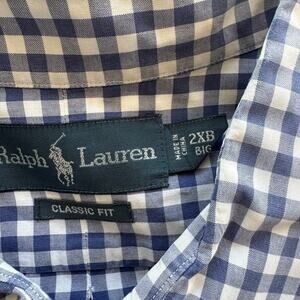 Ralph Lauren
MADE IN
CHINA
2XB
BIG
CLASSIC FIT